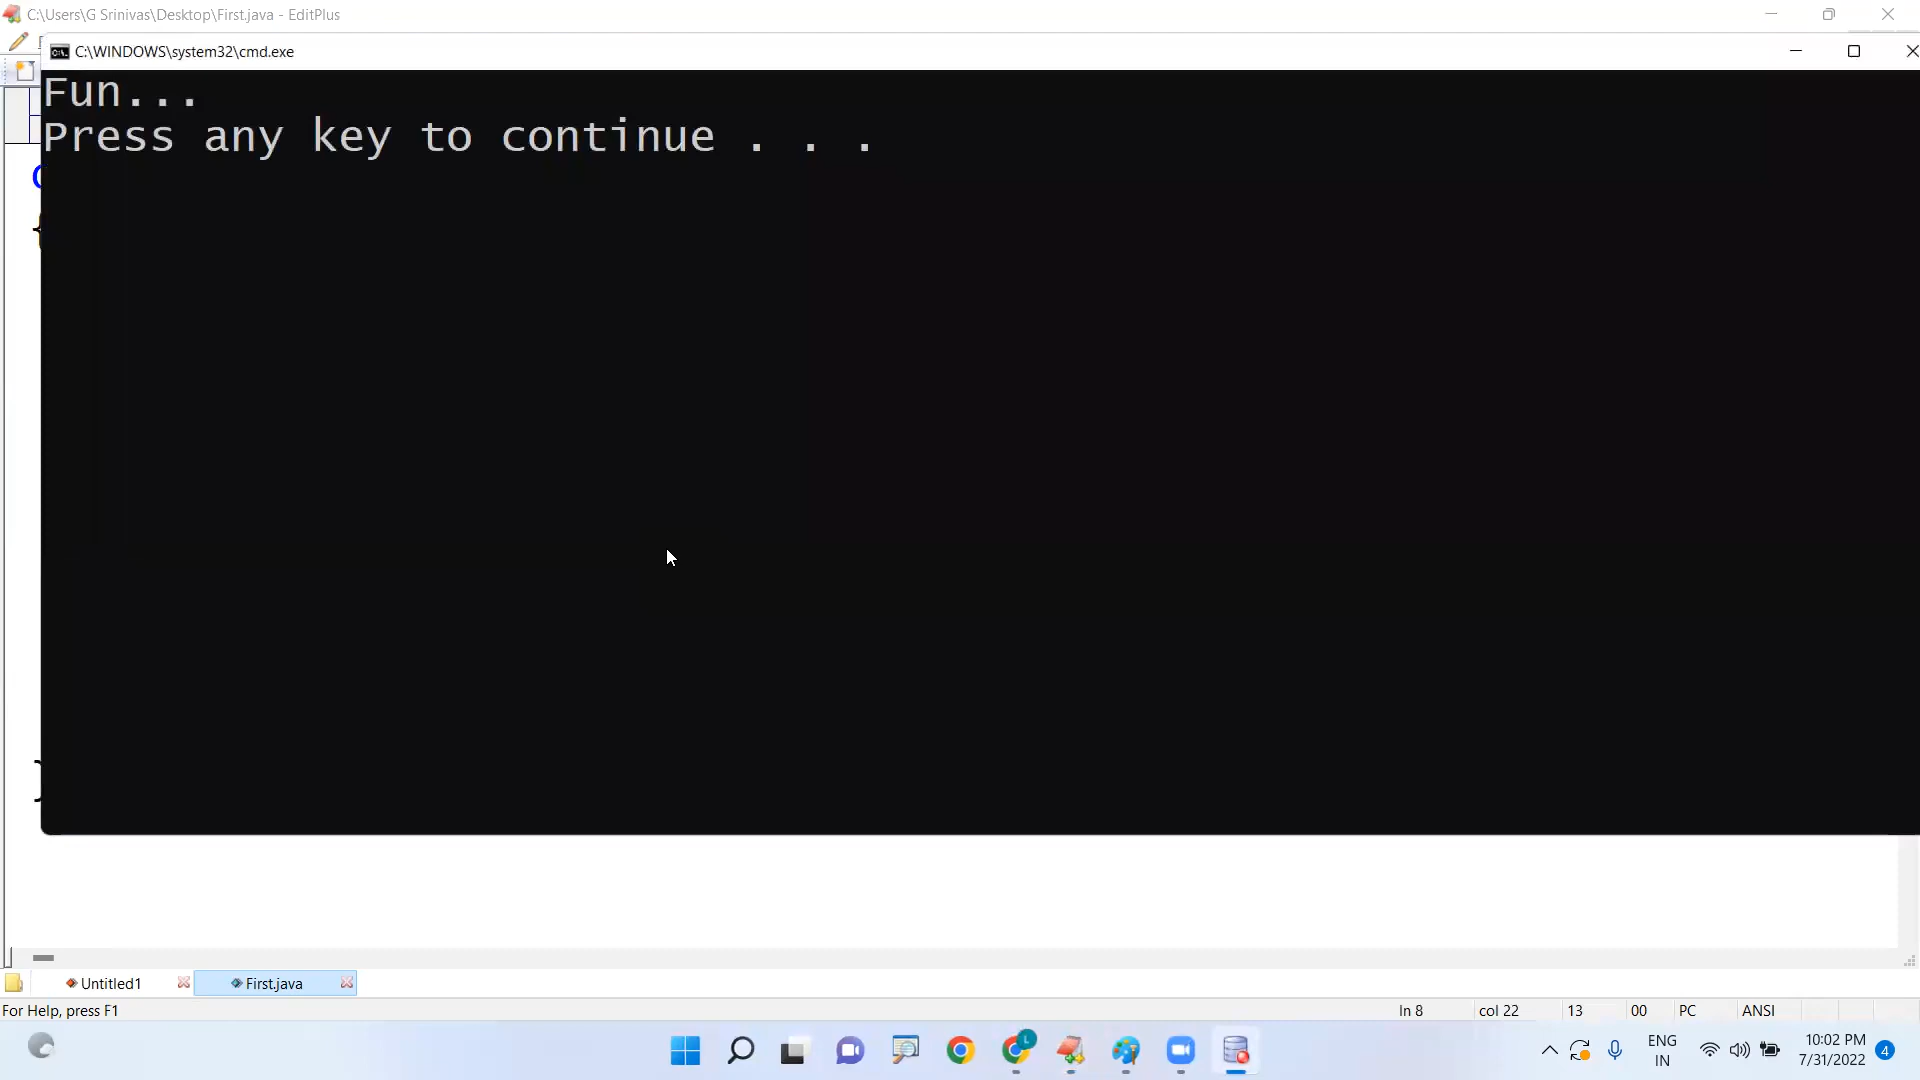 C:\Users\G Srinivas\Desktop\First.java - EditPlus
C:\WINDOWS\system32\cmd.exe
Fun...
Press any key to continue . . .
{
}
Untitled1
First.java
For Help, press F1
ln 8
col 22
13
00
PC
ANSI
L
ENG
IN
10:02 PM
7/31/2022
4